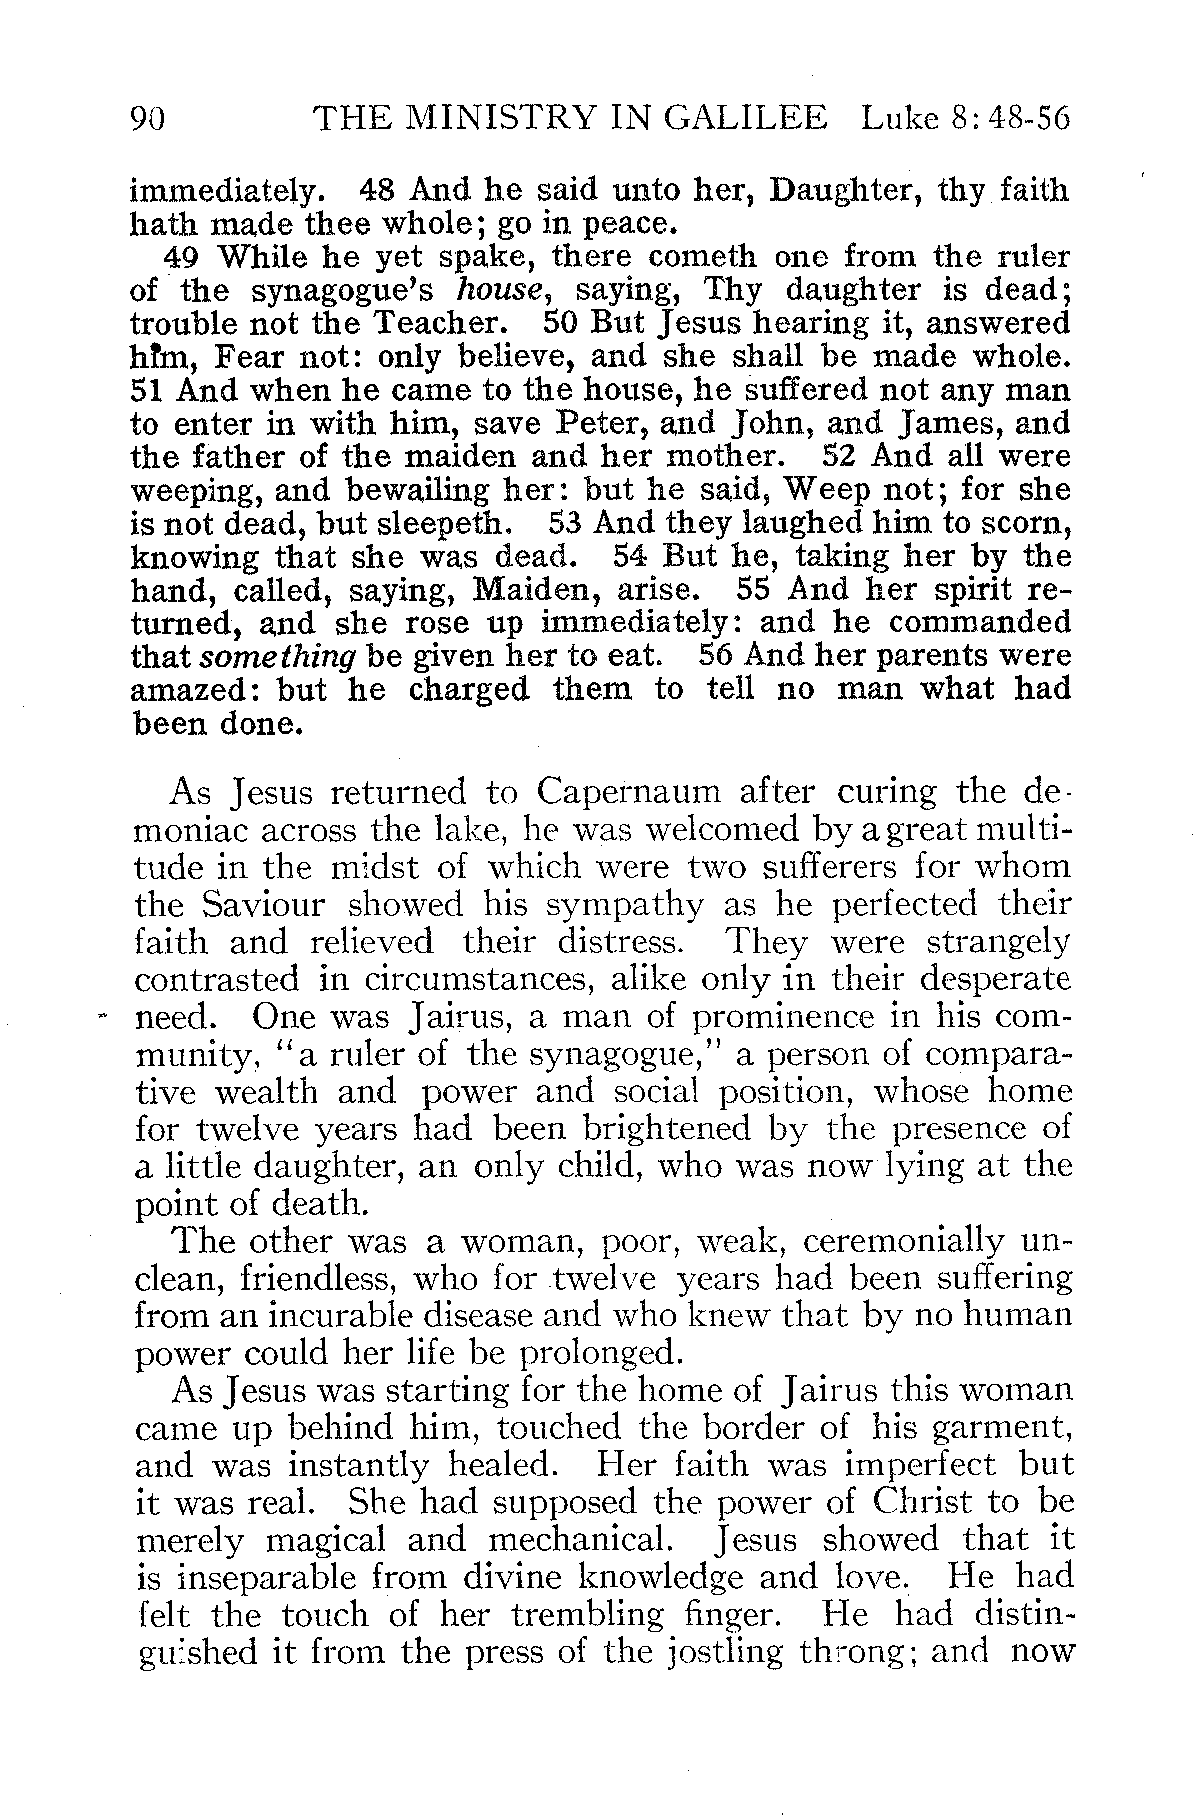 90 THE MINISTRY IN GALILEE Luke 8: 48-56
immediately. 48 And he said unto her, Daughter, thy faith
hath made thee whole; go in peace.
49 While he yet spake, there cometh one from the ruler
of the synagogue's house, saying, Thy daughter is dead;
trouble not the Teacher. 50 But Jesus hearing it, answered
him, Fear not: only believe, and she shall be made whole.
51 And when he came to the house, he suffered not any man
to enter in with him, save Peter, and John, and James, and
the father of the maiden and her mother. 52 And all were
weeping, and bewailing her: but he said, Weep not; for she
is not dead, but sleepeth. 53 And they laughed him to scorn,
knowing that she was dead. 54 But he, taking her by the
hand, called, saying, Maiden, arise. 55 And her spirit re-
turned, and she rose up immediately: and he commanded
that something be given her to eat. 56 And her parents were
amazed: but he charged them to tell no man what had
been done.
As Jesus returned to Capernaum after curing the de-
moniac across the lake, he was welcomed by a great multi-
tude in the midst of which were two sufferers for whom
the Saviour showed his sympathy as he perfected their
faith and relieved their distress. They were strangely
contrasted in circumstances, alike only in their desperate
need. One was Jairus, a man of prominence in his com-
munity, "a ruler of the synagogue," a person of compara-
tive wealth and power and social position, whose home
for twelve years had been brightened by the presence of
a little daughter, an only child, who was now lying at the
point of death.
The other was a woman, poor, weak, ceremonially un-
clean, friendless, who for twelve years had been suffering
from an incurable disease and who knew that by no human
power could her life be prolonged.
As Jesus was starting for the home of Jairus this woman
came up behind him, touched the border of his garment,
and was instantly healed. Her faith was imperfect but
it was real. She had supposed the power of Christ to be
merely magical and mechanical. Jesus showed that it
is inseparable from divine knowledge and love. He had
felt the touch of her trembling finger. He had distin-
guished it from the press of the jostling throng; and now